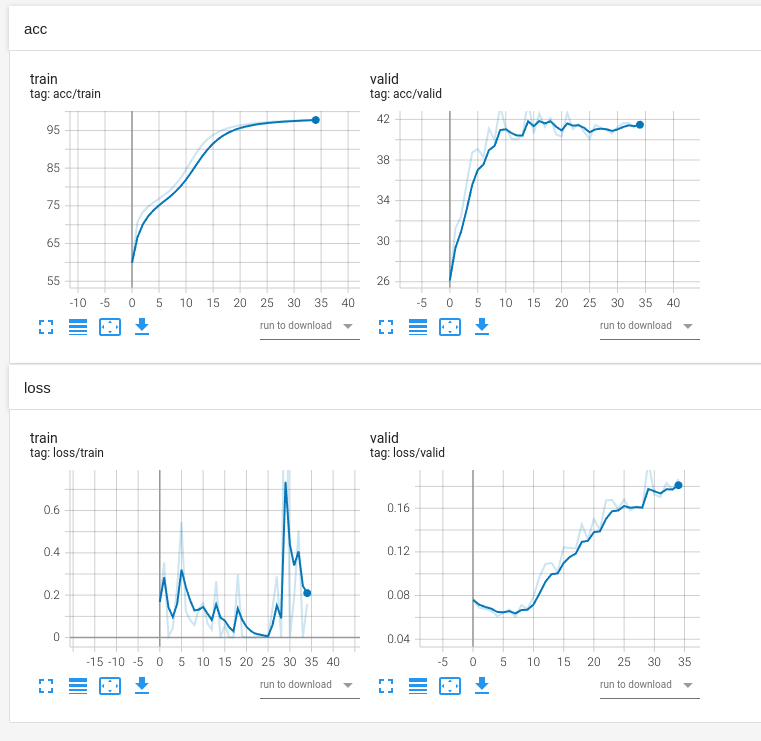 acc
train
tag: acc/train
95
85
75
65
55
-10 -5 0 5 10 15 20 25 30 35 40
run to download
valid
tag: acc/valid
42
38
34
30
26
-5 0 5 10 15 20 25 30 35 40
run to download
loss
train
tag: loss/train
0.6
0.4
0.2
0
-15 -10 -5 0 5 10 15 20 25 30 35 40
run to download
valid
tag: loss/valid
0.16
0.12
0.08
0.04
-5 0 5 10 15 20 25 30 35
run to download